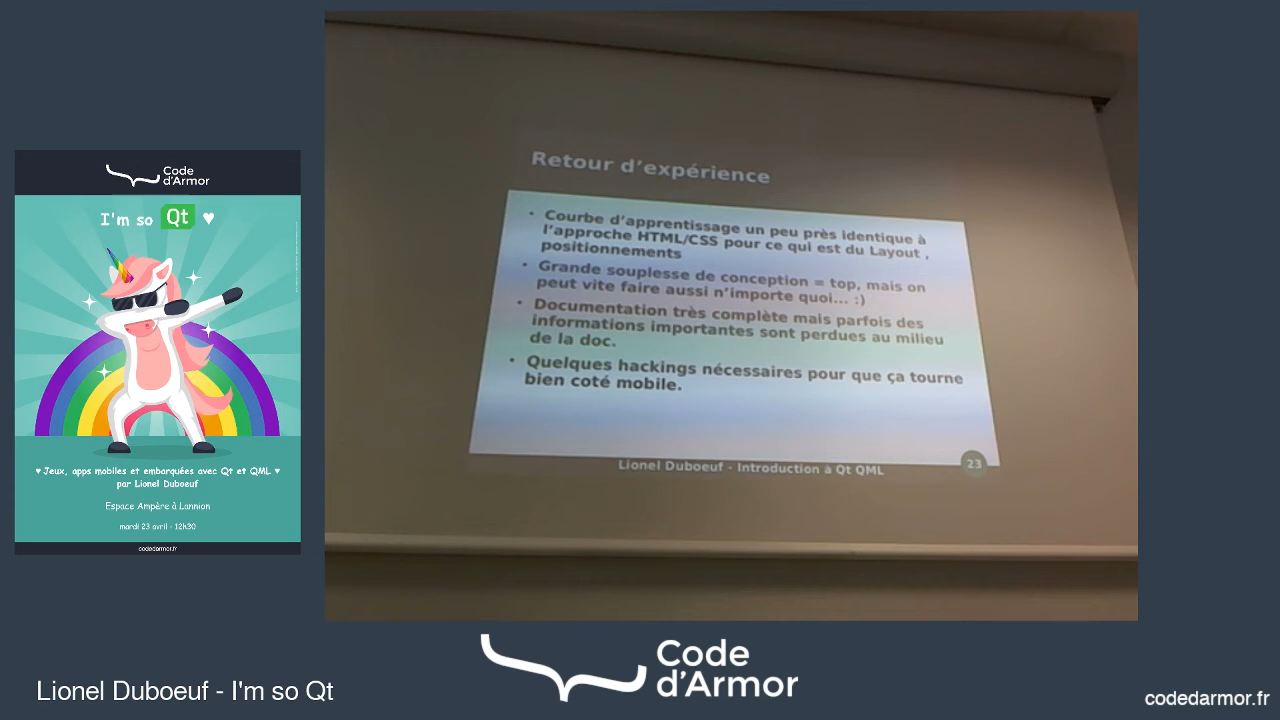 Code
d'Armor
I'm so Qt ♥
♥ Jeux, apps mobiles et embarquées avec Qt et QML ♥
par Lionel Duboeuf
Espace Ampère à Lannion
mardi 23 avril - 12h30
codedarmor.fr
Retour d’expérience
• Courbe d’apprentissage un peu près identique à
l’approche HTML/CSS pour ce qui est du Layout ,
positionnements
• Grande souplesse de conception = top, mais on
peut vite faire aussi n’importe quoi... :)
• Documentation très complète mais parfois des
informations importantes sont perdues au milieu
de la doc.
• Quelques hackings nécessaires pour que ça tourne
bien coté mobile.
Lionel Duboeuf - Introduction à Qt QML
23
Lionel Duboeuf - I'm so Qt
Code
d'Armor
codedarmor.fr